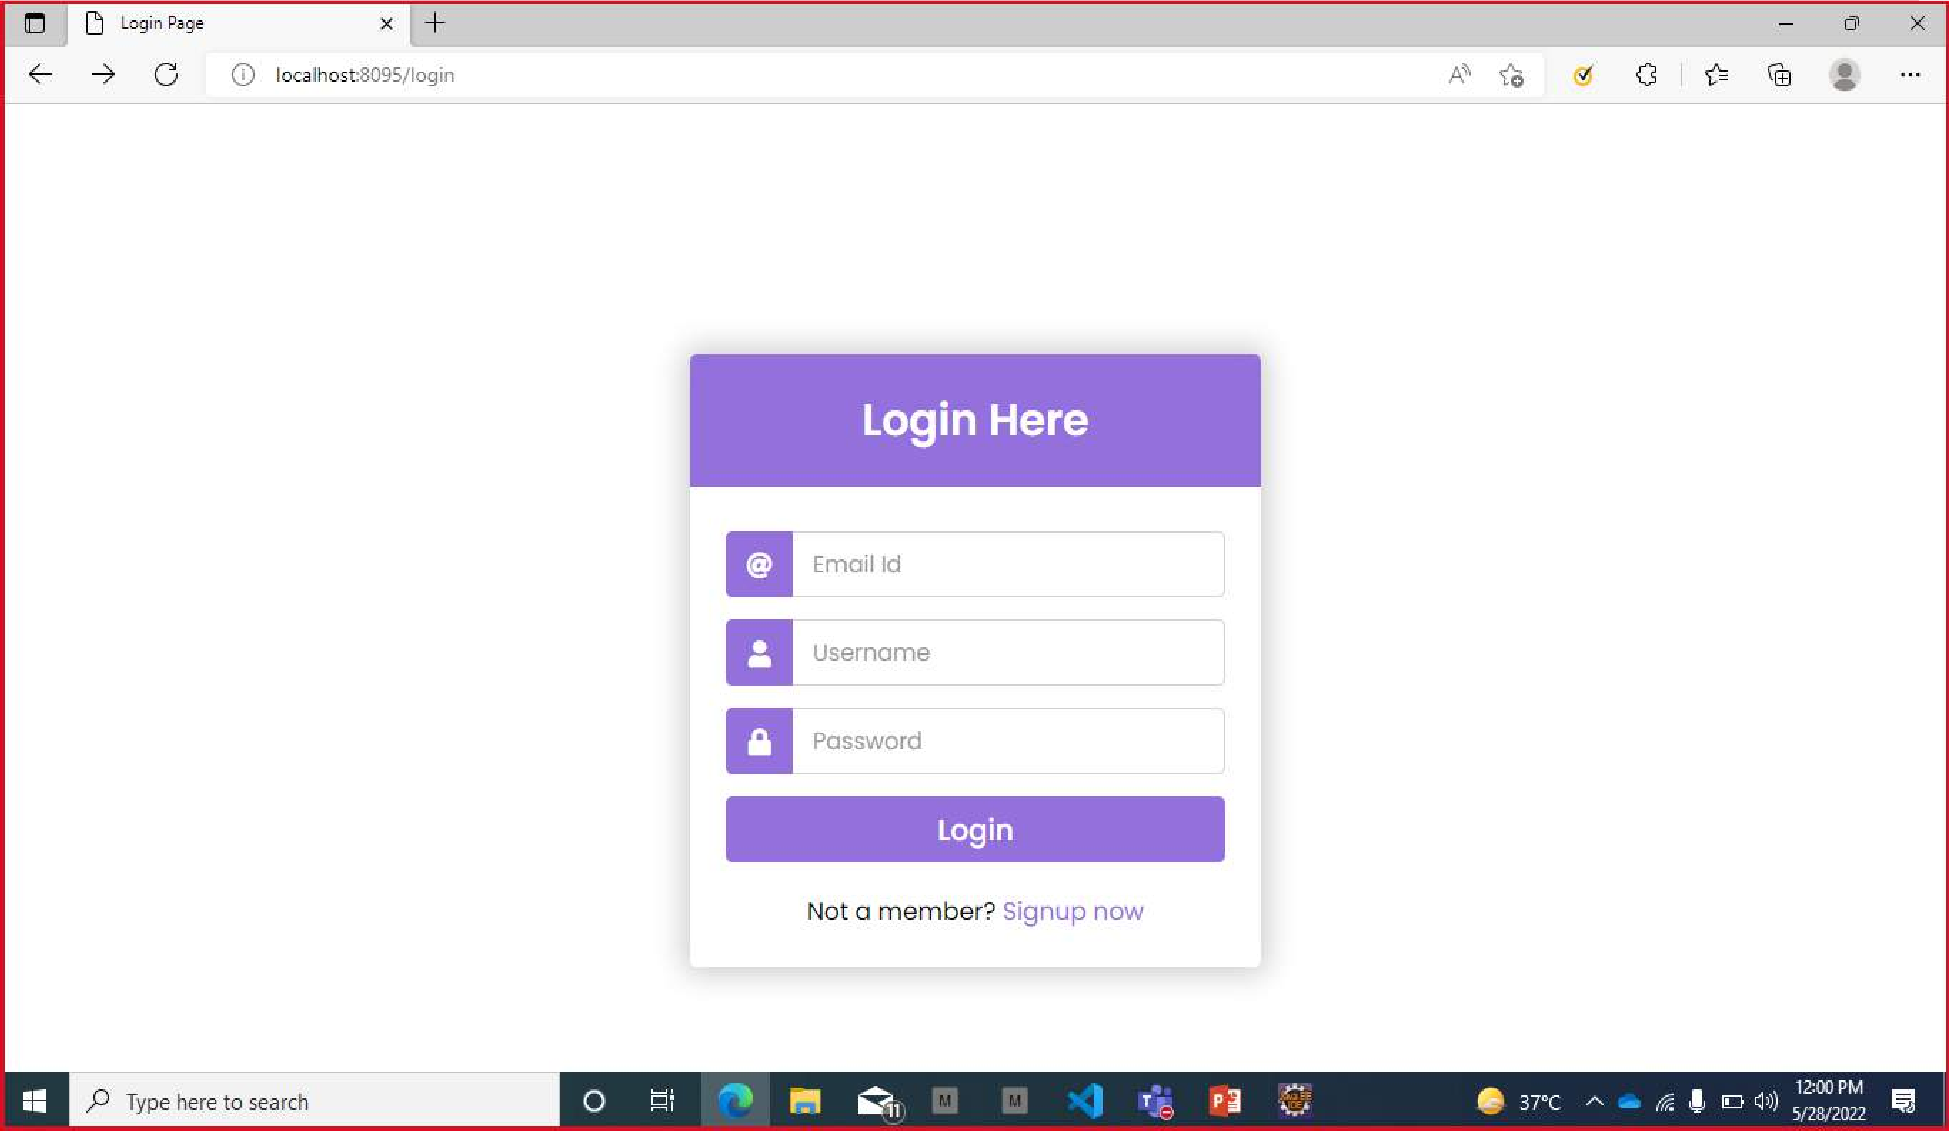 Login Page
localhost:8095/login
Login Here
@ Email Id
Username
Password
Login
Not a member? Signup now
Type here to search
11
M
M
T
P
37°C
12:00 PM
5/28/2022